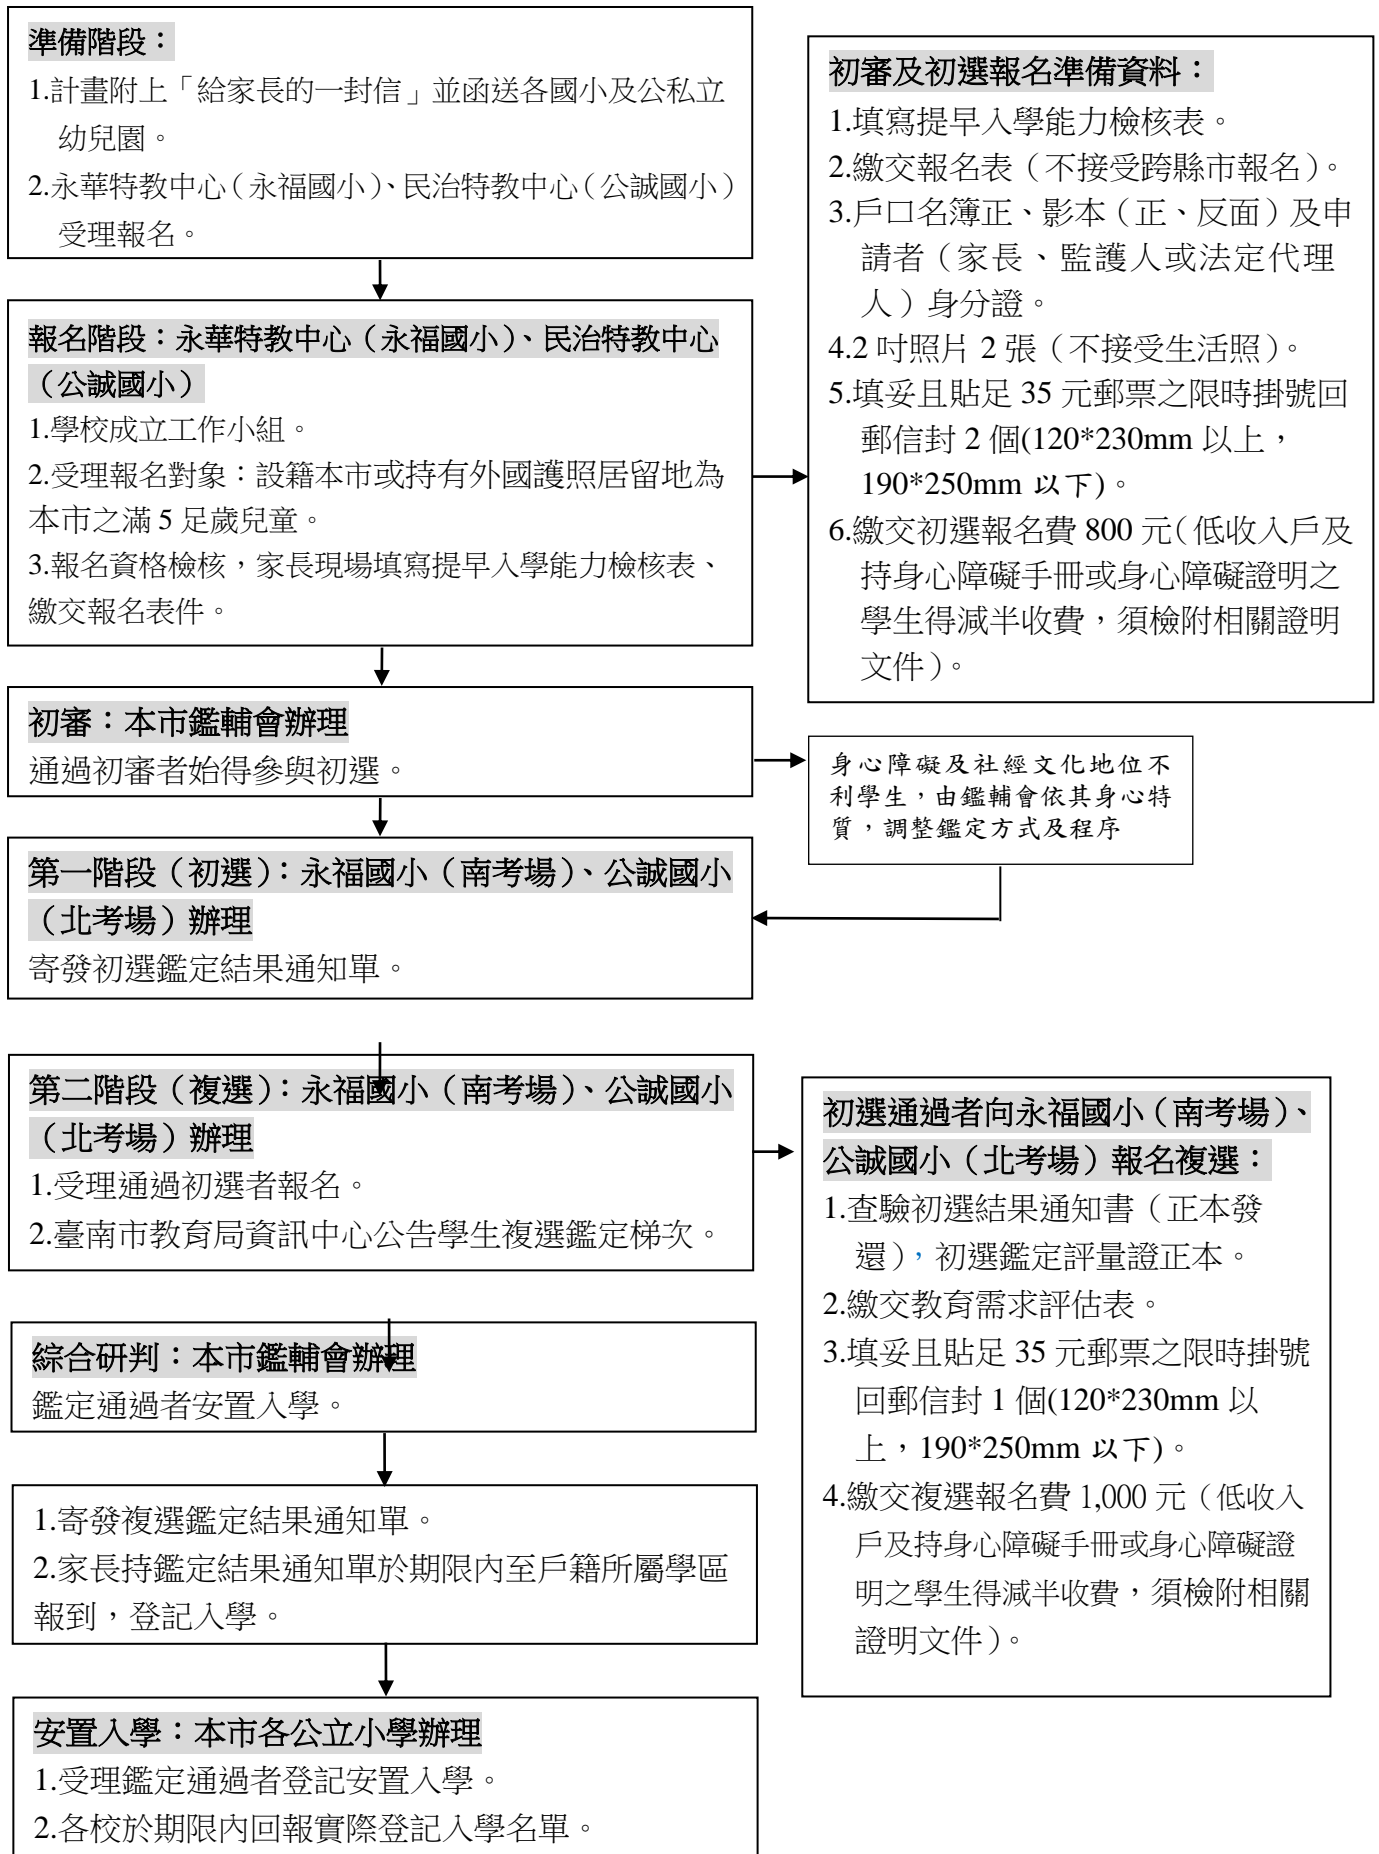 準備階段：
1.計畫附上「給家長的一封信」並函送各國小及公私立
幼兒園。
2.永華特教中心（永福國小）、民治特教中心（公誠國小）
受理報名。
報名階段：永華特教中心（永福國小）、民治特教中心
（公誠國小）
1.學校成立工作小組。
2.受理報名對象：設籍本市或持有外國護照居留地為
本市之滿 5 足歲兒童。
3.報名資格檢核，家長現場填寫提早入學能力檢核表、
繳交報名表件。
初審及初選報名準備資料：
1.填寫提早入學能力檢核表。
2.繳交報名表（不接受跨縣市報名）。
3.戶口名簿正、影本（正、反面）及申
請者（家長、監護人或法定代理
人）身分證。
4.2 吋照片 2 張（不接受生活照）。
5.填妥且貼足 35 元郵票之限時掛號回
郵信封 2 個(120*230mm 以上，
190*250mm 以下)。
6.繳交初選報名費 800 元（低收入戶及
持身心障礙手冊或身心障礙證明之
學生得減半收費，須檢附相關證明
文件）。
初審：本市鑑輔會辦理
通過初審者始得參與初選。
身心障礙及社經文化地位不
利學生，由鑑輔會依其身心特
質，調整鑑定方式及程序
第一階段（初選）：永福國小（南考場）、公誠國小
（北考場）辦理
寄發初選鑑定結果通知單。
第二階段（複選）：永福國小（南考場）、公誠國小
（北考場）辦理
1.受理通過初選者報名。
2.臺南市教育局資訊中心公告學生複選鑑定梯次。
初選通過者向永福國小（南考場）、
公誠國小（北考場）報名複選：
1.查驗初選結果通知書（正本發
還），初選鑑定評量證正本。
2.繳交教育需求評估表。
3.填妥且貼足 35 元郵票之限時掛號
回郵信封 1 個(120*230mm 以
上，190*250mm 以下)。
4.繳交複選報名費 1,000 元（低收入
戶及持身心障礙手冊或身心障礙證
明之學生得減半收費，須檢附相關
證明文件）。
綜合研判：本市鑑輔會辦理
鑑定通過者安置入學。
1.寄發複選鑑定結果通知單。
2.家長持鑑定結果通知單於期限內至戶籍所屬學區
報到，登記入學。
安置入學：本市各公立小學辦理
1.受理鑑定通過者登記安置入學。
2.各校於期限內回報實際登記入學名單。